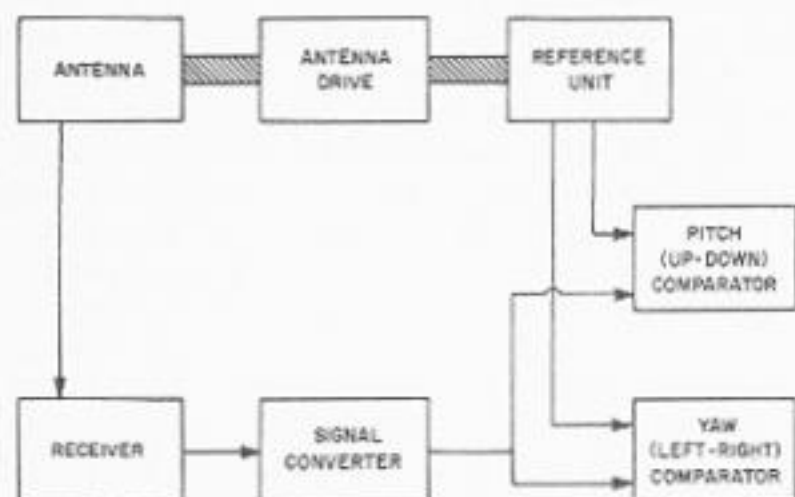 ANTENNA
ANTENNA
DRIVE
REFERENCE
UNIT
PITCH
(UP-DOWN)
COMPARATOR
RECEIVER
SIGNAL
CONVERTER
YAW
(LEFT-RIGHT)
COMPARATOR